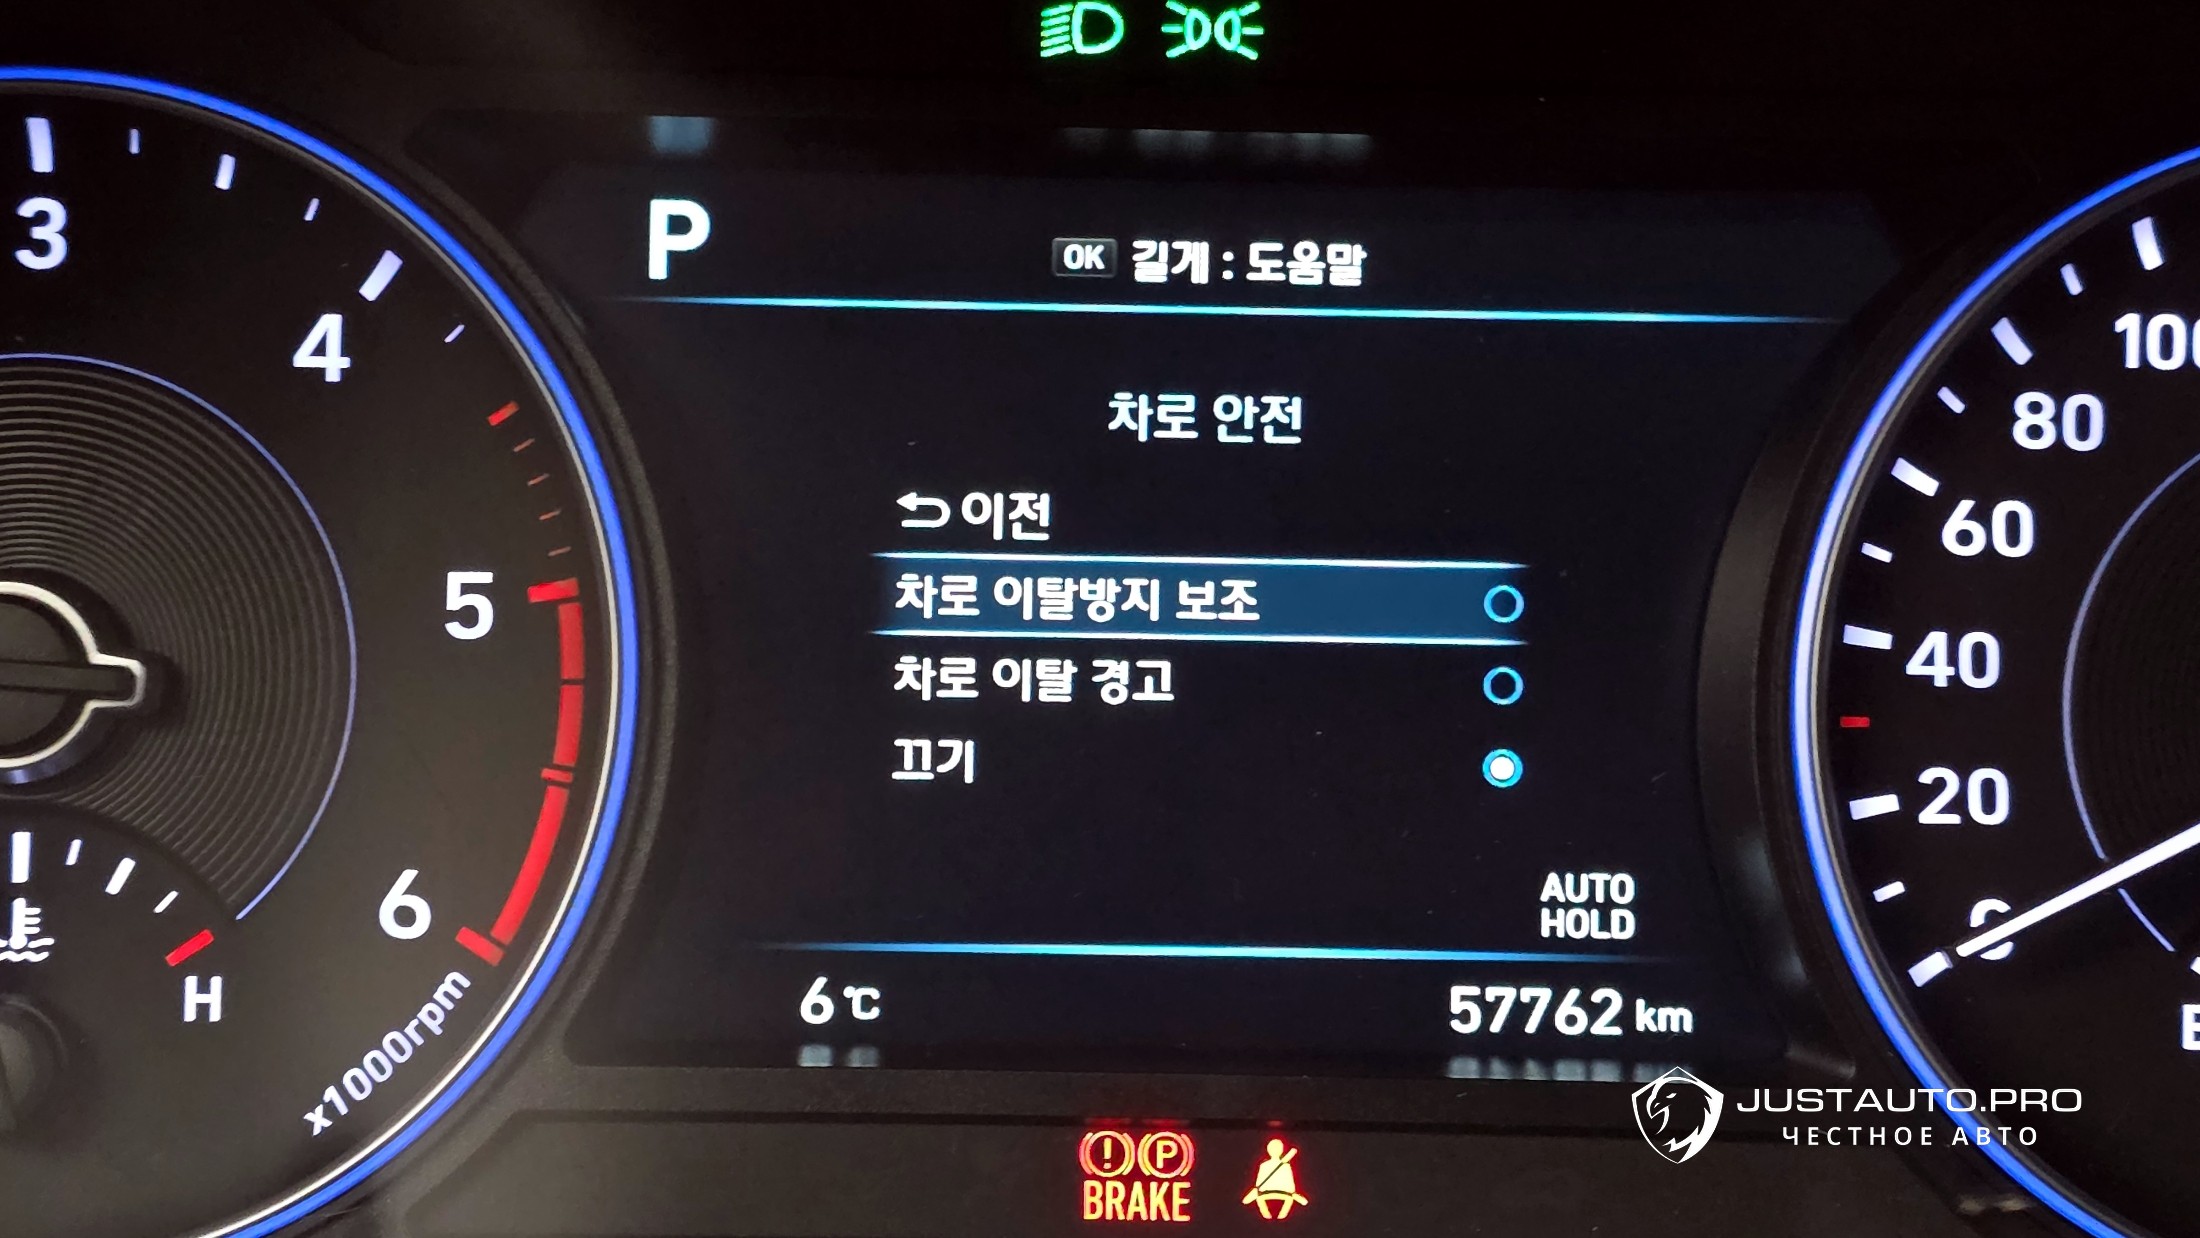 P
OK 길게 : 도움말
차로 안전
이전
차로 이탈방지 보조
차로 이탈 경고
끄기
AUTO
HOLD
6 ℃
57762 km
3
4
5
6
x1000rpm
H
100
80
60
40
20
0
BRAKE
P
JUSTAUTO.PRO
ЧЕСТНОЕ АВТО